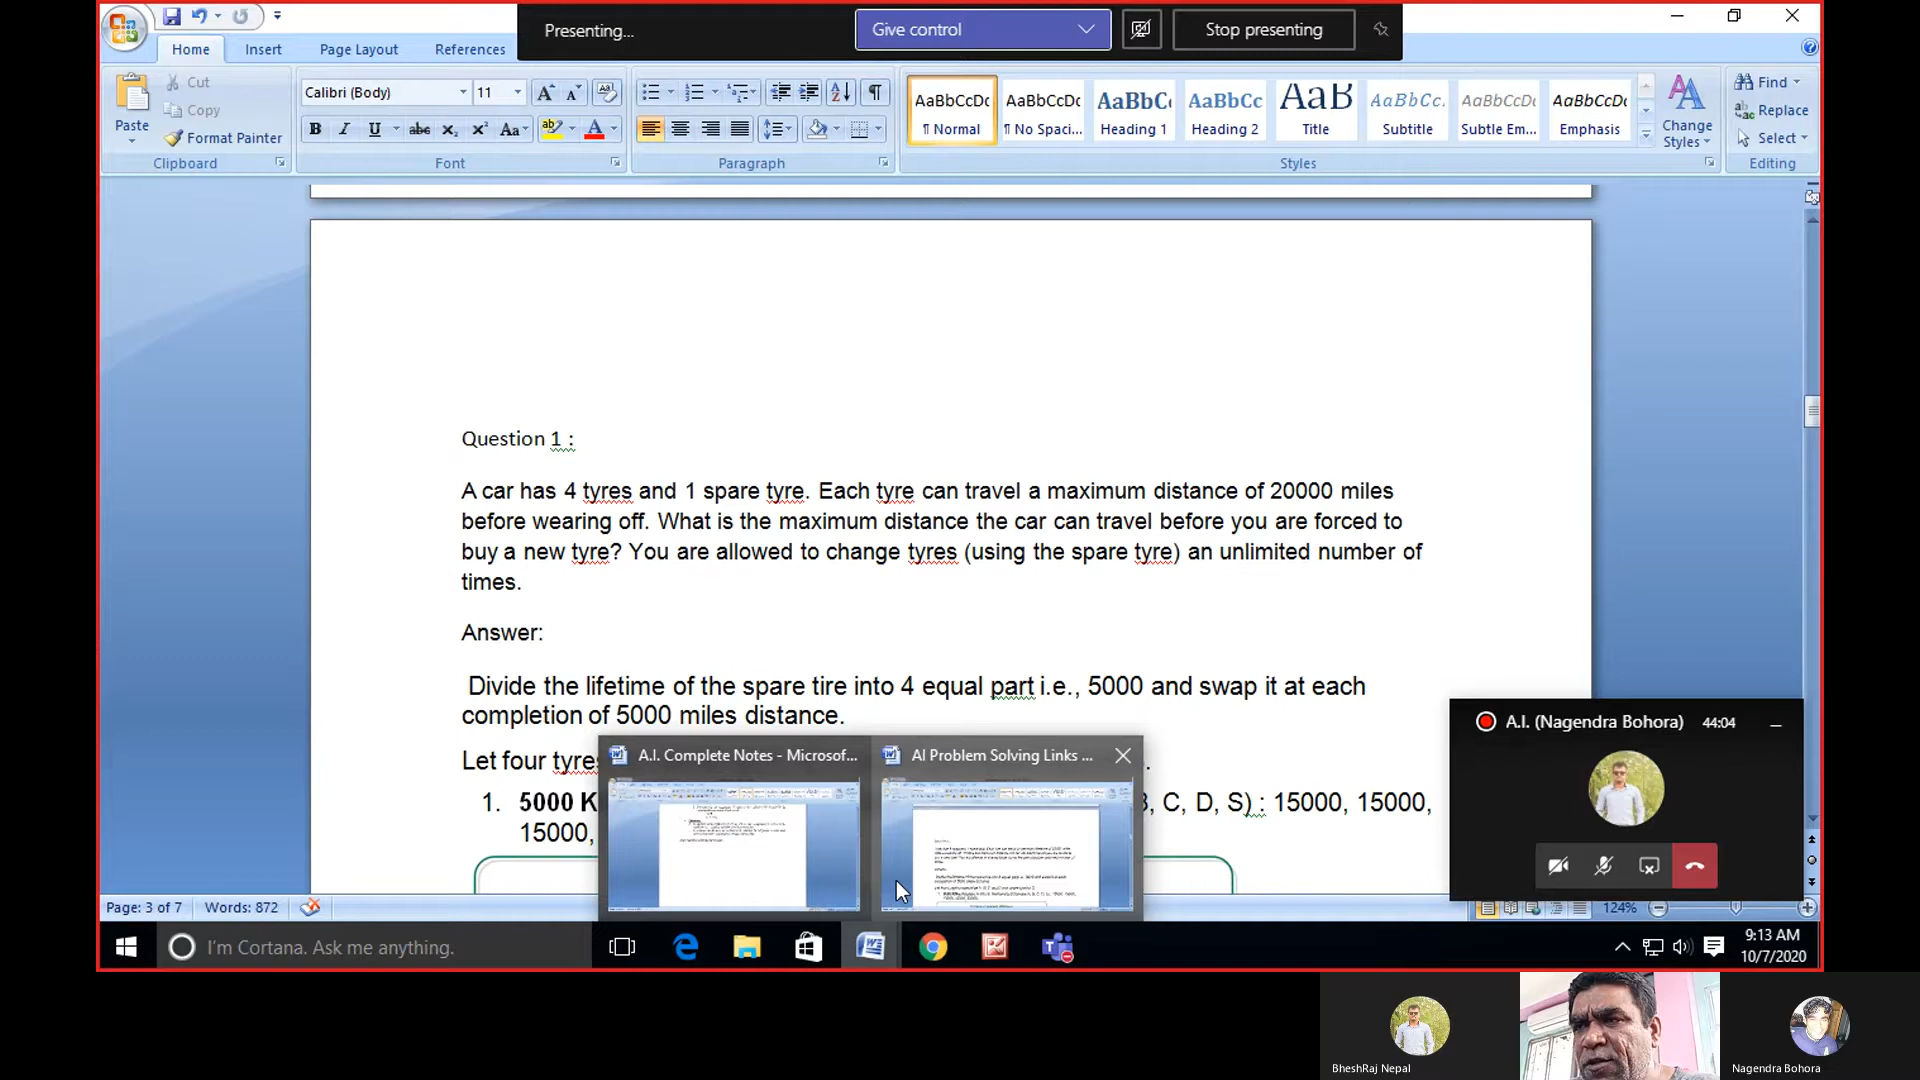 Presenting...
Give control
Stop presenting
Home
Insert
Page Layout
References
Paste
Cut
Copy
Format Painter
Clipboard
Calibri (Body)
11
Font
Paragraph
AaBbCcDc AaBbCcDc AaBbC AaBbCc AaB AaBbCc. AaBbCcDc AaBbCcDc
¶ Normal ¶ No Spaci... Heading 1 Heading 2 Title Subtitle Subtle Em... Emphasis
Change
Styles
Styles
Find
Replace
Select
Editing
Question 1 :
A car has 4 tyres and 1 spare tyre. Each tyre can travel a maximum distance of 20000 miles
before wearing off. What is the maximum distance the car can travel before you are forced to
buy a new tyre? You are allowed to change tyres (using the spare tyre) an unlimited number of
times.
Answer:
Divide the lifetime of the spare tire into 4 equal part i.e., 5000 and swap it at each
completion of 5000 miles distance.
Let four tyres
1. 5000 K
C, D, S) : 15000, 15000,
15000,
A.I. Complete Notes - Microsof...
AI Problem Solving Links ...
A.I. (Nagendra Bohora)
44:04
Page: 3 of 7
Words: 872
124%
I'm Cortana. Ask me anything.
9:13 AM
10/7/2020
BheshRaj Nepal
Nagendra Bohora